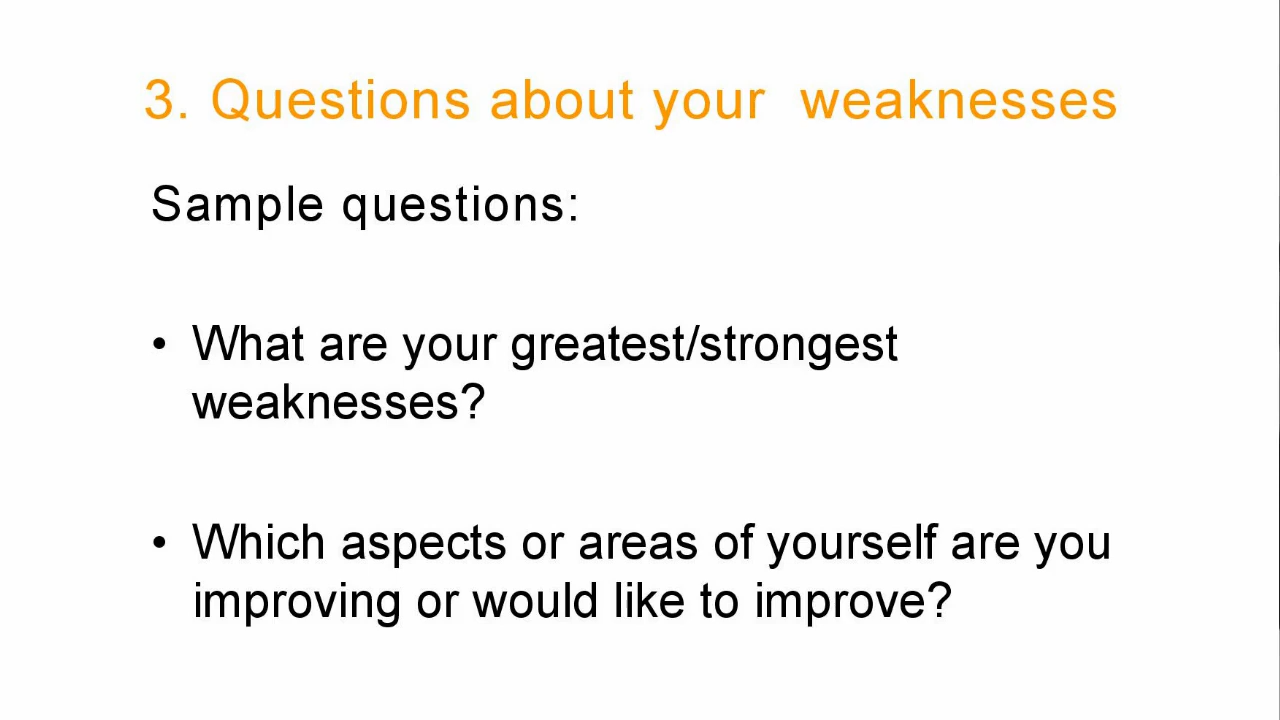 3. Questions about your  weaknesses
Sample questions:
• What are your greatest/strongest
weaknesses?
• Which aspects or areas of yourself are you
improving or would like to improve?